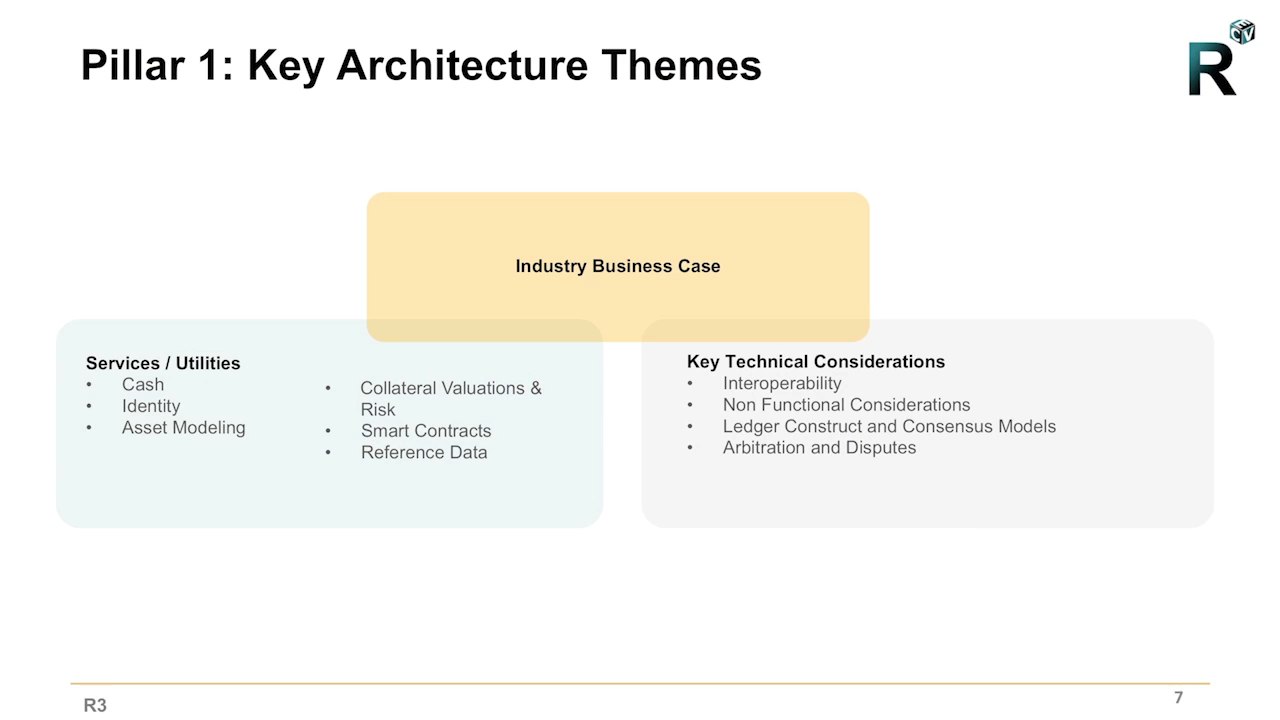 Pillar 1: Key Architecture Themes
R
CEV
Industry Business Case
Services / Utilities
• Cash
• Identity
• Asset Modeling
• Collateral Valuations &
Risk
• Smart Contracts
• Reference Data
Key Technical Considerations
• Interoperability
• Non Functional Considerations
• Ledger Construct and Consensus Models
• Arbitration and Disputes
R3
7